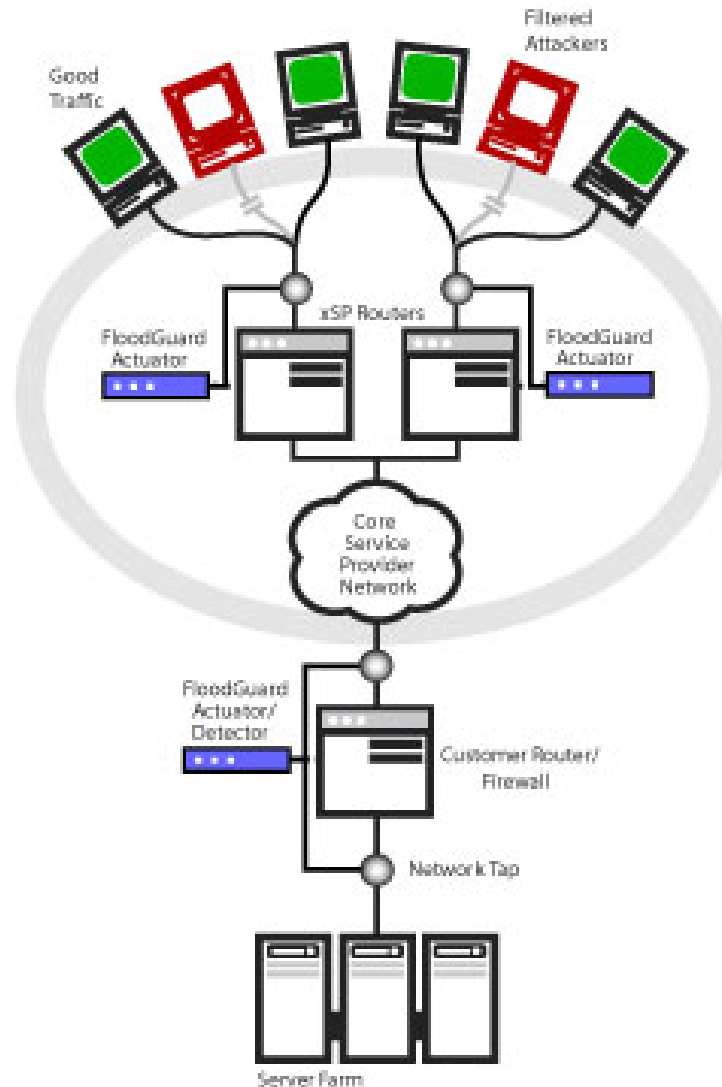 Filtered
Attackers
Good
Traffic
xSP Routers
FloodGuard
Actuator
FloodGuard
Actuator
Core
Service
Provider
Network
FloodGuard
Actuator/
Detector
Customer Router/
Firewall
Network Tap
Server Farm